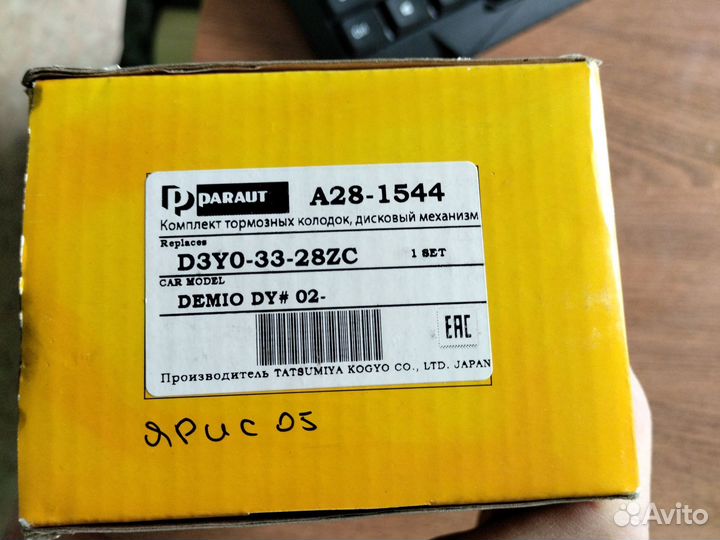 PARAUT A28-1544
Комплект тормозных колодок, дисковый механизм
Replaces
D3Y0-33-28ZC 1 SET
CAR MODEL
DEMIO DY# 02-
EAC
Производитель TATSUMIYA KOGYO CO., LTD. JAPAN
ЯРИС 05
Avito